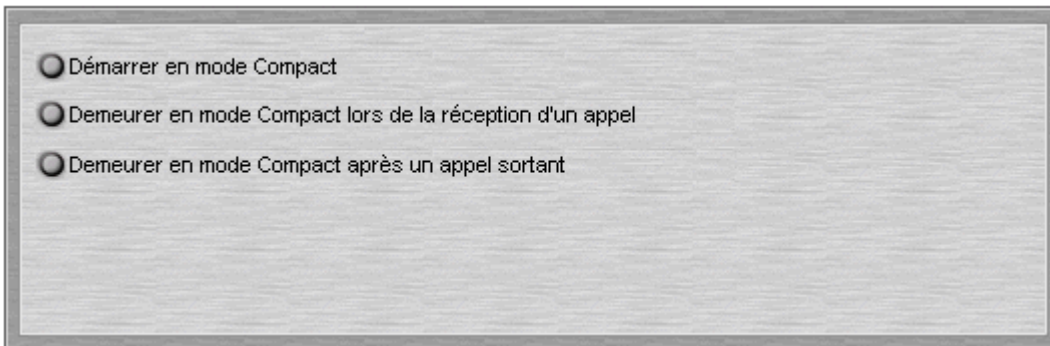 Démarrer en mode Compact
Demeurer en mode Compact lors de la réception d'un appel
Demeurer en mode Compact après un appel sortant